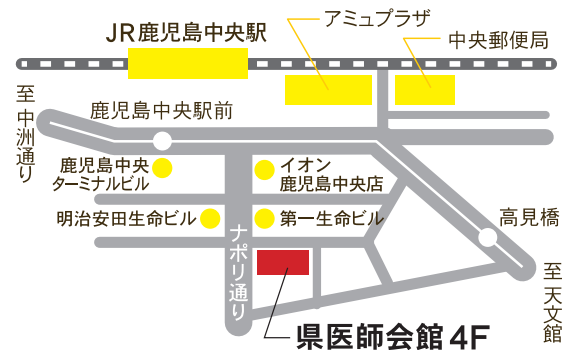 アミュプラザ
JR鹿児島中央駅
中央郵便局
至 中洲通り
鹿児島中央駅前
鹿児島中央
ターミナルビル
イオン
鹿児島中央店
明治安田生命ビル
第一生命ビル
高見橋
ナポリ通り
至 天文館
県医師会館 4F